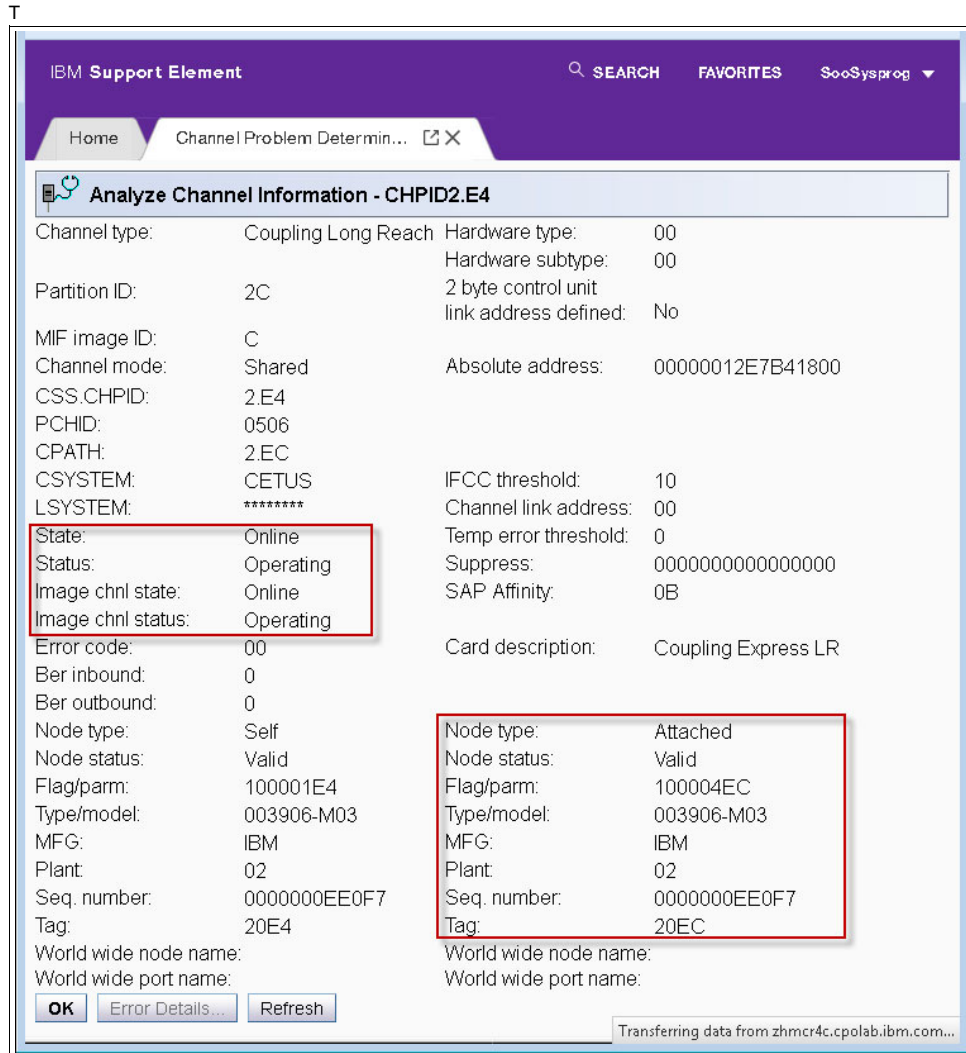 T
IBM Support Element SEARCH FAVORITES SooSysprog
Home Channel Problem Determin...
Analyze Channel Information - CHPID2.E4
Channel type: Coupling Long Reach Hardware type: 00
Hardware subtype: 00
Partition ID: 2C 2 byte control unit
link address defined: No
MIF image ID: C
Channel mode: Shared Absolute address: 00000012E7B41800
CSS.CHPID: 2.E4
PCHID: 0506
CPATH: 2.EC
CSYSTEM: CETUS IFCC threshold: 10
LSYSTEM: ******** Channel link address: 00
State: Online Temp error threshold: 0
Status: Operating Suppress: 0000000000000000
Image chnl state: Online SAP Affinity: 0B
Image chnl status: Operating
Error code: 00 Card description: Coupling Express LR
Ber inbound: 0
Ber outbound: 0
Node type: Self Node type: Attached
Node status: Valid Node status: Valid
Flag/parm: 100001E4 Flag/parm: 100004EC
Type/model: 003906-M03 Type/model: 003906-M03
MFG: IBM MFG: IBM
Plant: 02 Plant: 02
Seq. number: 0000000EE0F7 Seq. number: 0000000EE0F7
Tag: 20E4 Tag: 20EC
World wide node name: World wide node name:
World wide port name: World wide port name:
OK Error Details... Refresh
Transferring data from zhmcr4c.cpolab.ibm.com...